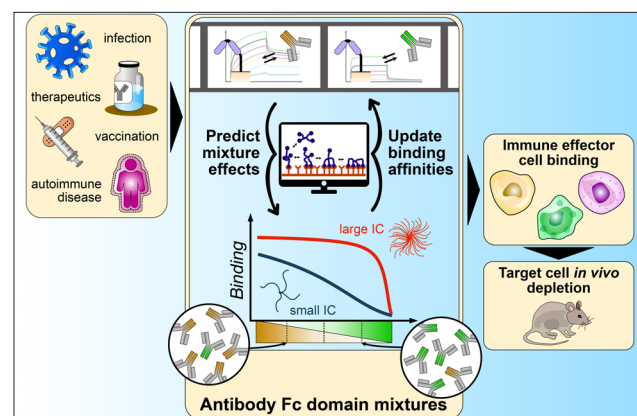 infection
therapeutics
vaccination
autoimmune
disease
Predict
mixture
effects
Update
binding
affinities
Binding
large IC
small IC
Antibody Fc domain mixtures
Immune effector
cell binding
Target cell in vivo
depletion